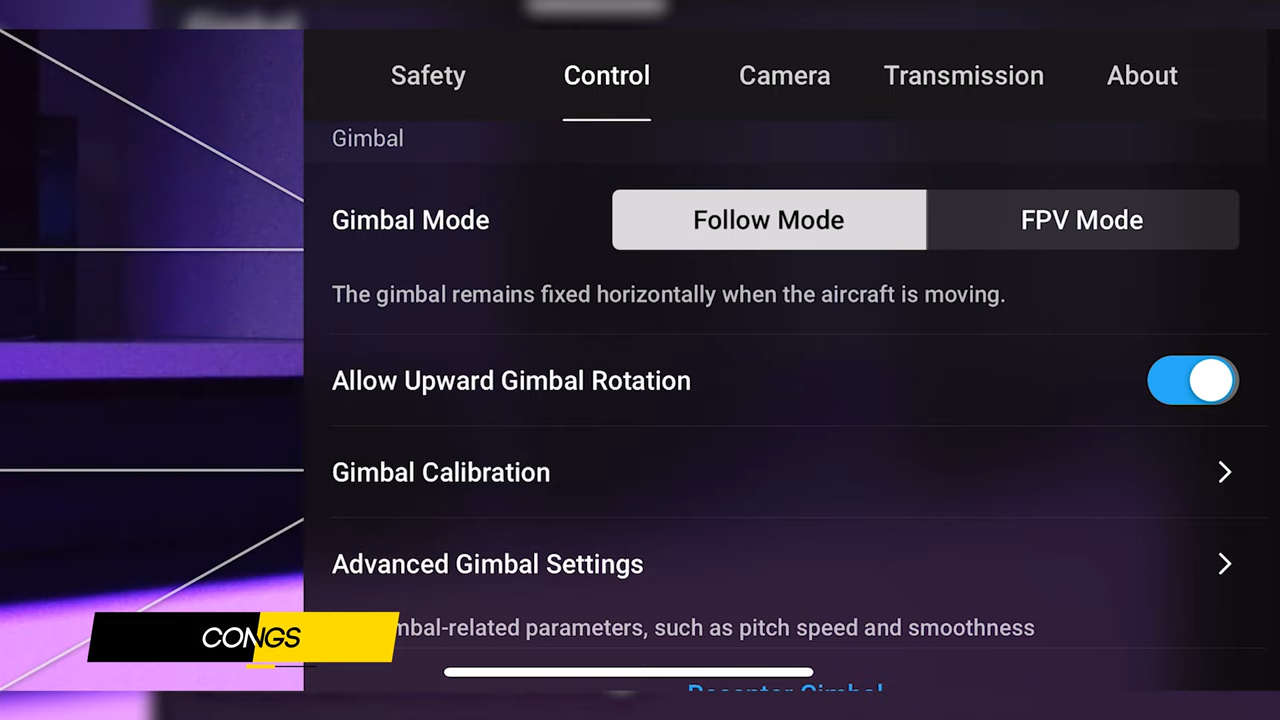 Safety Control Camera Transmission About
Gimbal
Gimbal Mode Follow Mode FPV Mode
The gimbal remains fixed horizontally when the aircraft is moving.
Allow Upward Gimbal Rotation
Gimbal Calibration
Advanced Gimbal Settings
mbal-related parameters, such as pitch speed and smoothness
Recenter Gimbal